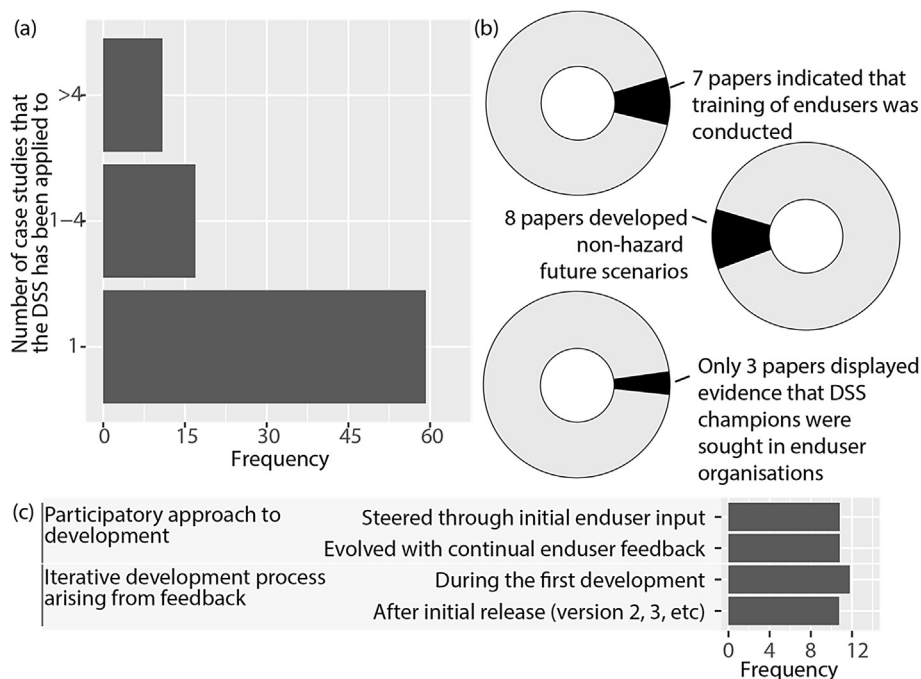 (a)
Number of case studies that
the DSS has been applied to
>4
1−4
1
0 15 30 45 60
Frequency
(b)
7 papers indicated that
training of endusers was
conducted
8 papers developed
non-hazard
future scenarios
Only 3 papers displayed
evidence that DSS
champions were
sought in enduser
organisations
(c)
Participatory approach to
development
Steered through initial enduser input
Evolved with continual enduser feedback
Iterative development process
arising from feedback
During the first development
After initial release (version 2, 3, etc)
0 4 8 12
Frequency